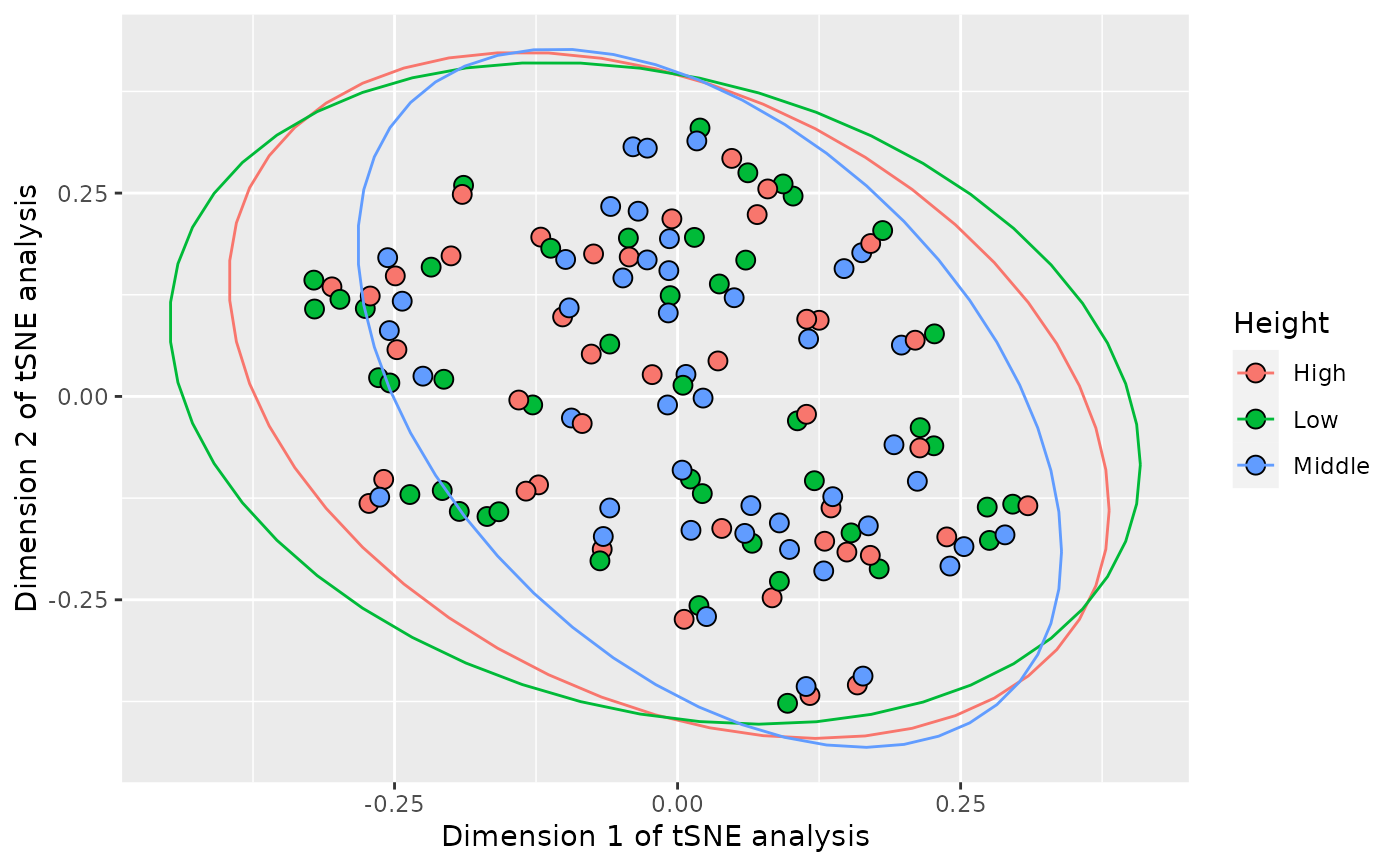 Dimension 2 of tSNE analysis
0.25
0.00
-0.25
-0.25
0.00
0.25
Dimension 1 of tSNE analysis
Height
High
Low
Middle